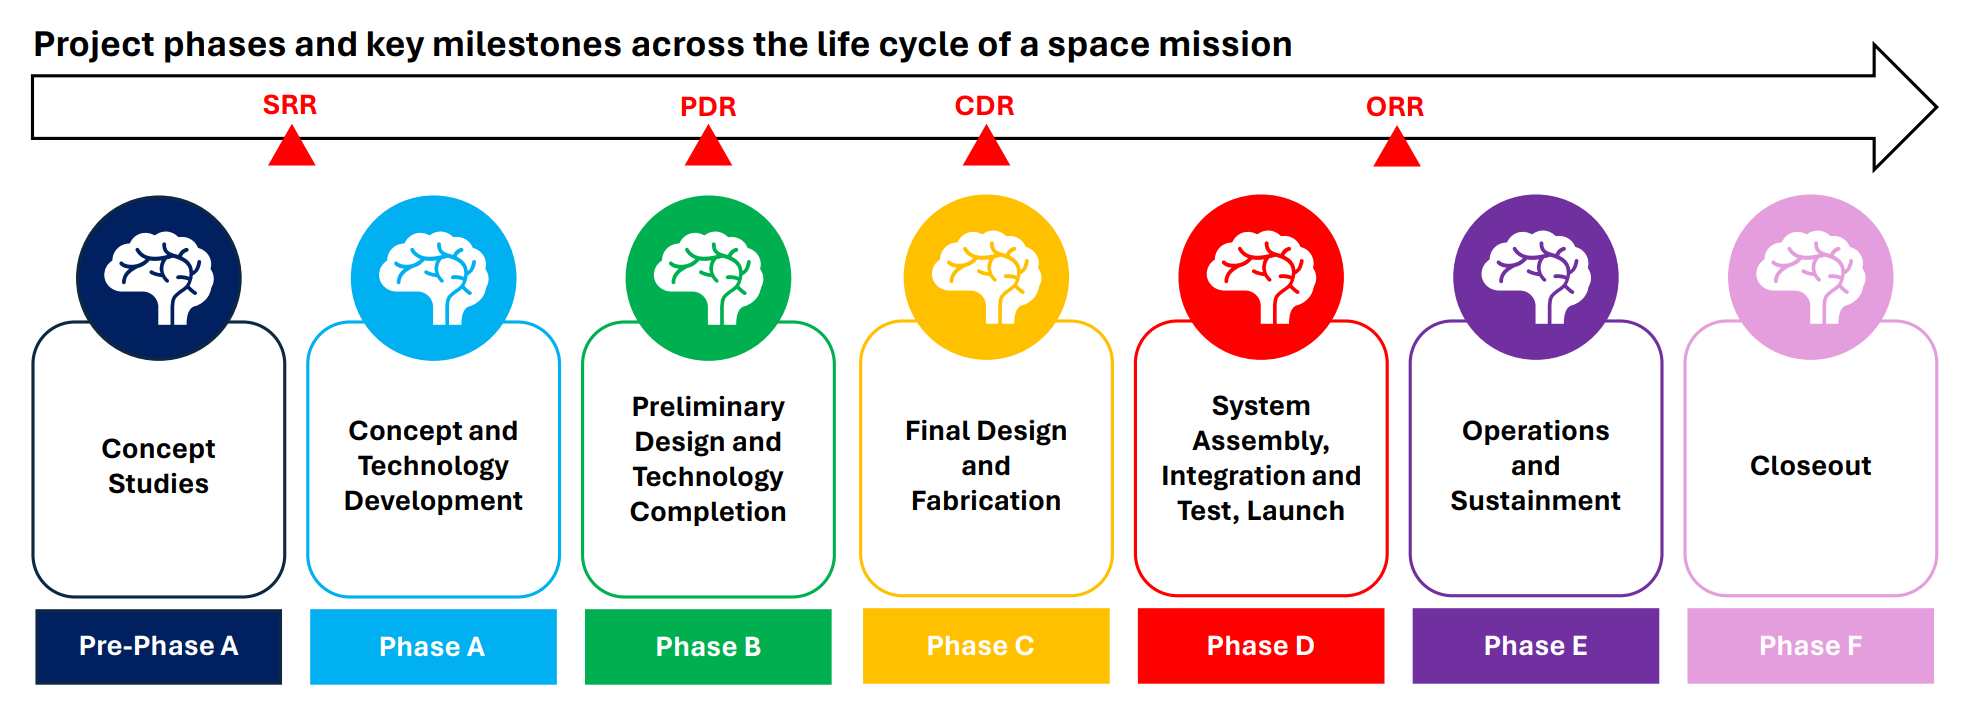 Project phases and key milestones across the life cycle of a space mission
SRR
PDR
CDR
ORR
Concept
Studies
Pre-Phase A
Concept and
Technology
Development
Phase A
Preliminary
Design and
Technology
Completion
Phase B
Final Design
and
Fabrication
Phase C
System
Assembly,
Integration and
Test, Launch
Phase D
Operations
and
Sustainment
Phase E
Closeout
Phase F